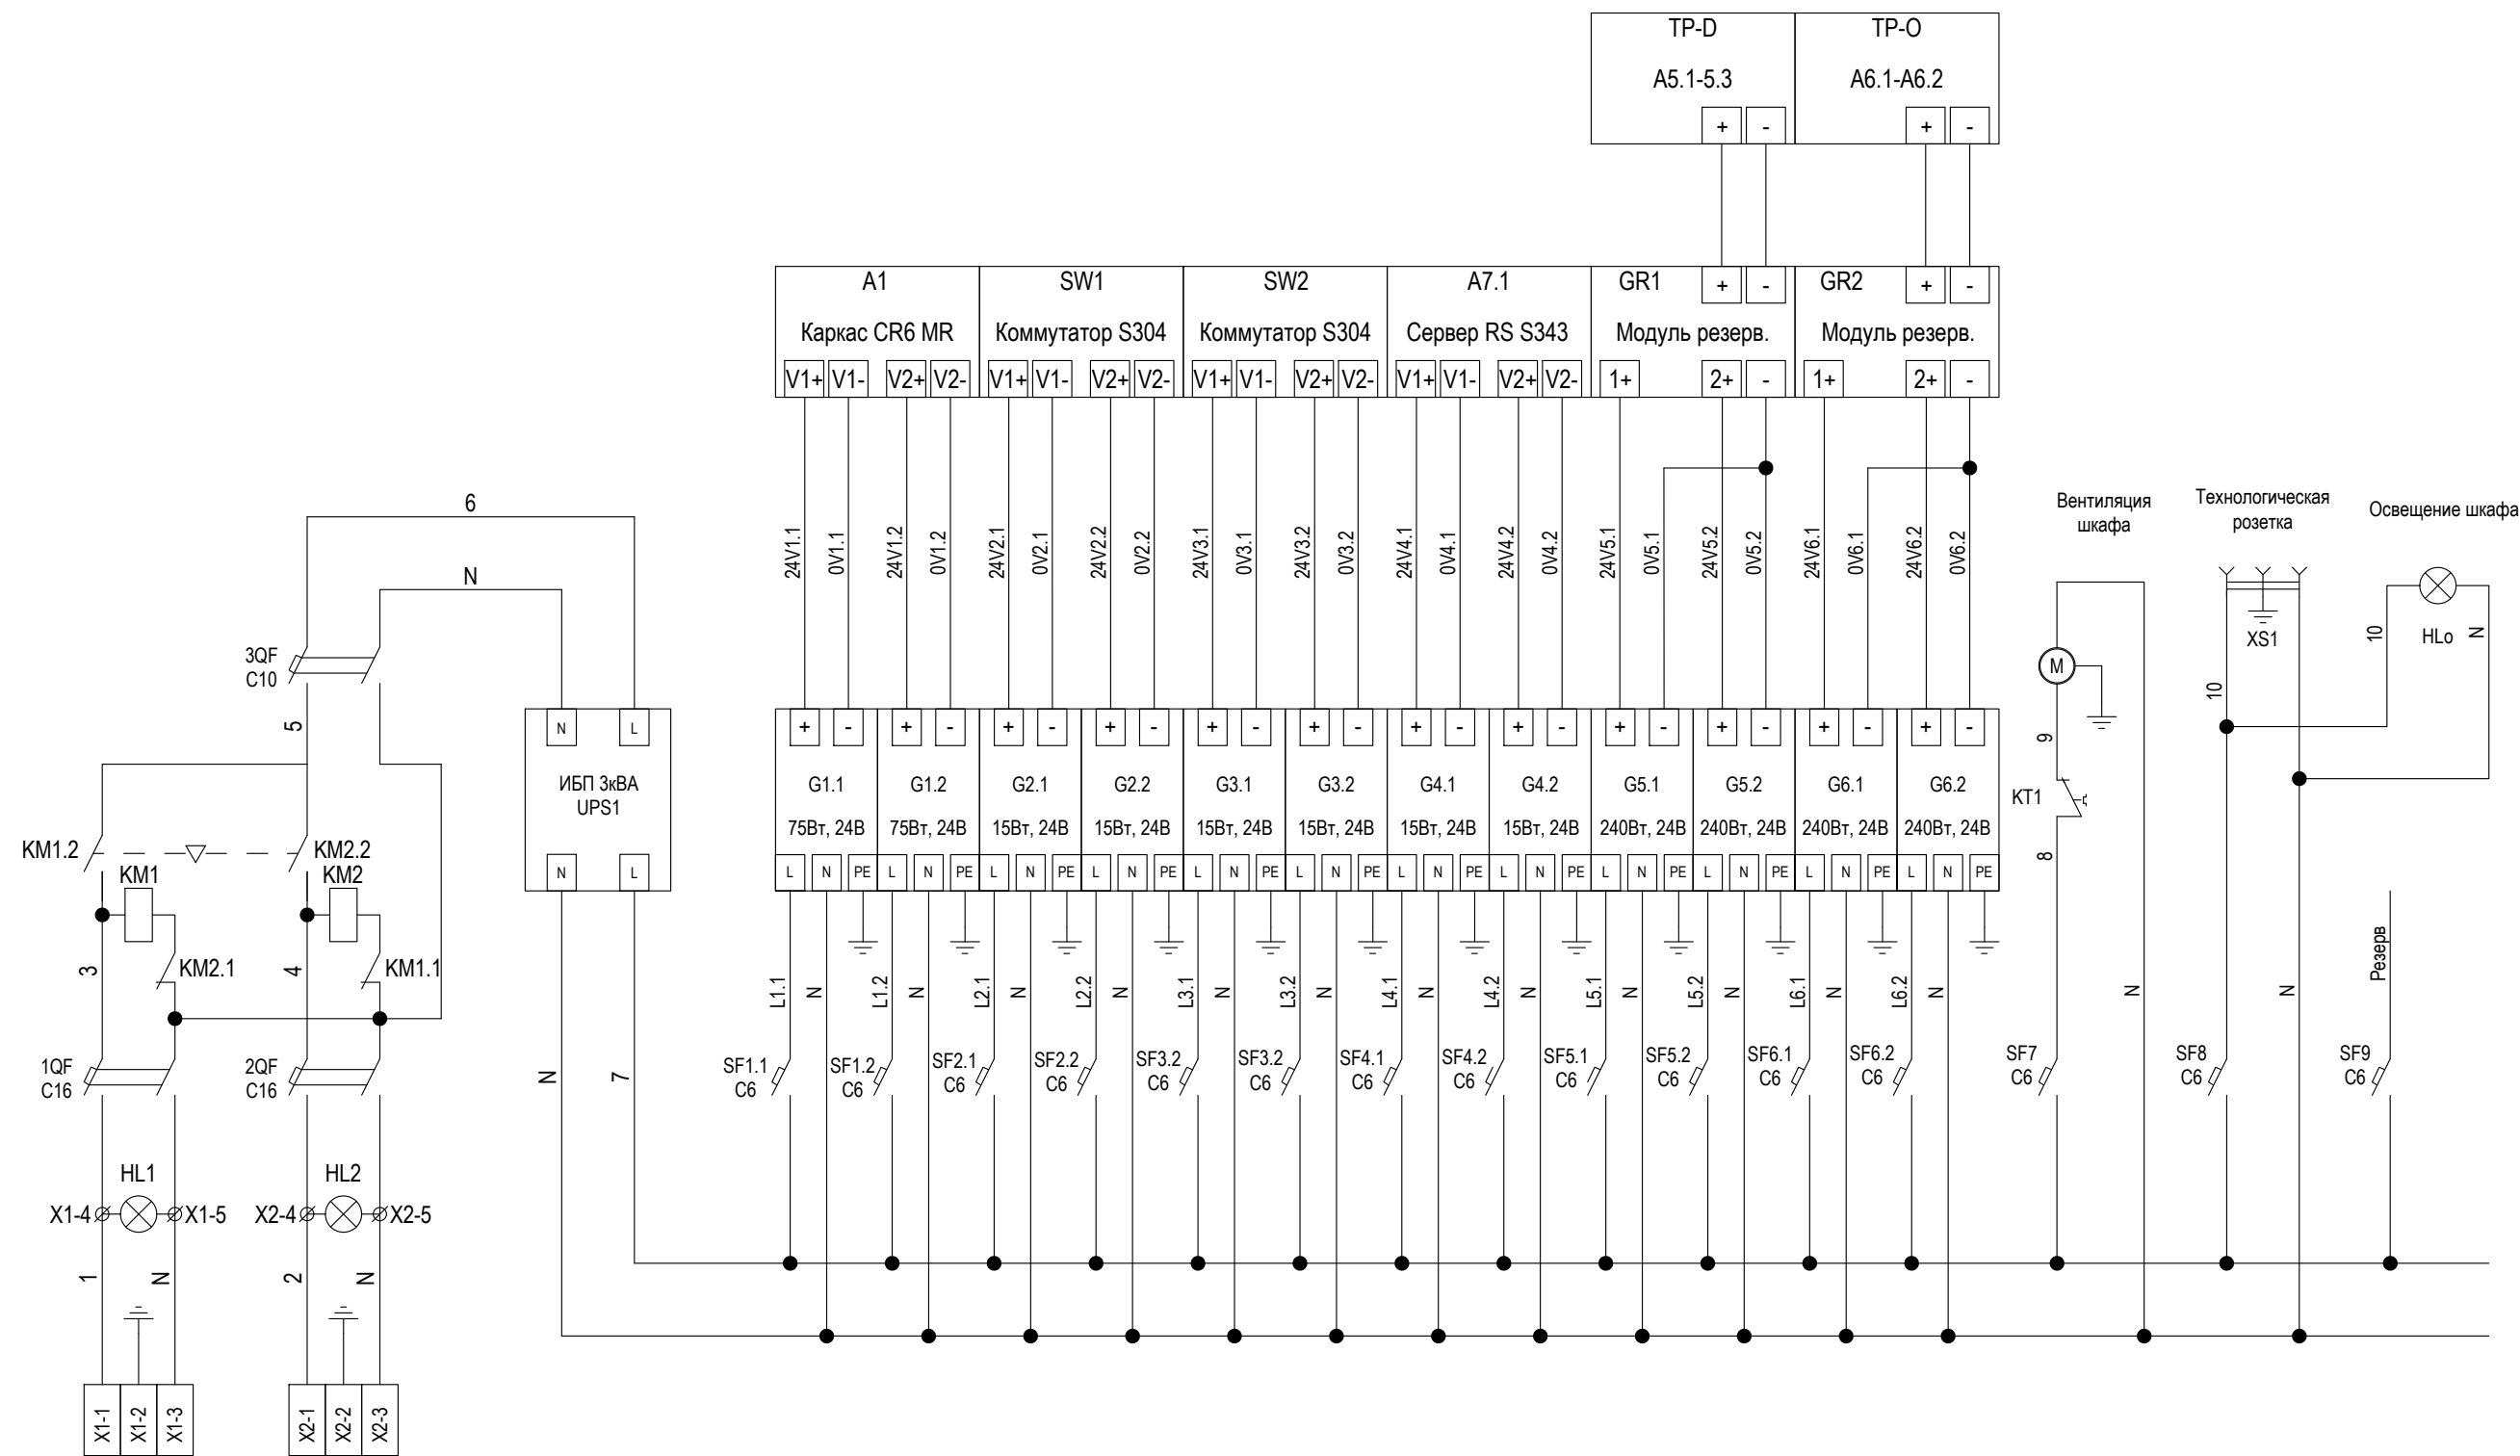 TP-D
TP-O
A5.1-5.3
A6.1-A6.2
+ - + -
A1
SW1
SW2
A7.1
GR1 + -
GR2 + -
Каркас CR6 MR
Коммутатор S304
Коммутатор S304
Сервер RS S343
Модуль резерв.
Модуль резерв.
V1+ V1- V2+ V2- V1+ V1- V2+ V2- V1+ V1- V2+ V2- V1+ V1- V2+ V2- 1+ 2+ - 1+ 2+ -
24V1.1 0V1.1 24V1.2 0V1.2 24V2.1 0V2.1 24V2.2 0V2.2 24V3.1 0V3.1 24V3.2 0V3.2 24V4.1 0V4.1 24V4.2 0V4.2 24V5.1 0V5.1 24V5.2 0V5.2 24V6.1 0V6.1 24V6.2 0V6.2
Вентиляция
шкафа
Технологическая
розетка
Освещение шкафа
6
N
3QF
C10
5
N L
ИБП 3кВА
UPS1
N L
+ - + - + - + - + - + - + - + - + - + - + - + -
G1.1 G1.2 G2.1 G2.2 G3.1 G3.2 G4.1 G4.2 G5.1 G5.2 G6.1 G6.2
75Вт, 24В 75Вт, 24В 15Вт, 24В 15Вт, 24В 15Вт, 24В 15Вт, 24В 15Вт, 24В 15Вт, 24В 240Вт, 24В 240Вт, 24В 240Вт, 24В 240Вт, 24В
L N PE L N PE L N PE L N PE L N PE L N PE L N PE L N PE L N PE L N PE L N PE L N PE
M
9
KT1
8
XS1
10
10
HLo
N
KM1.2
KM2.2
KM1
KM2
3
KM2.1
4
KM1.1
L1.1 N L1.2 N L2.1 N L2.2 N L3.1 N L3.2 N L4.1 N L4.2 N L5.1 N L5.2 N L6.1 N L6.2 N
N
N
Резерв
1QF
C16
2QF
C16
N
7
SF1.1
C6
SF1.2
C6
SF2.1
C6
SF2.2
C6
SF3.2
C6
SF3.2
C6
SF4.1
C6
SF4.2
C6
SF5.1
C6
SF5.2
C6
SF6.1
C6
SF6.2
C6
SF7
C6
SF8
C6
SF9
C6
HL1
HL2
X1-4
X1-5
X2-4
X2-5
1
N
2
N
X1-1
X1-2
X1-3
X2-1
X2-2
X2-3